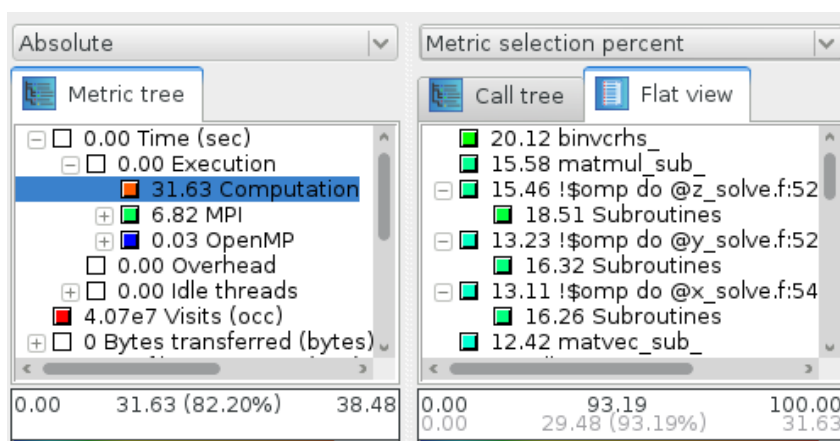 Absolute
Metric tree
0.00 Time (sec)
0.00 Execution
31.63 Computation
6.82 MPI
0.03 OpenMP
0.00 Overhead
0.00 Idle threads
4.07e7 Visits (occ)
0 Bytes transferred (bytes)
0.00 31.63 (82.20%) 38.48
Metric selection percent
Call tree Flat view
20.12 binvcrhs_
15.58 matmul_sub_
15.46 !$omp do @z_solve.f:52
18.51 Subroutines
13.23 !$omp do @y_solve.f:52
16.32 Subroutines
13.11 !$omp do @x_solve.f:54
16.26 Subroutines
12.42 matvec_sub_
0.00 93.19 100.00
0.00 29.48 (93.19%) 31.63